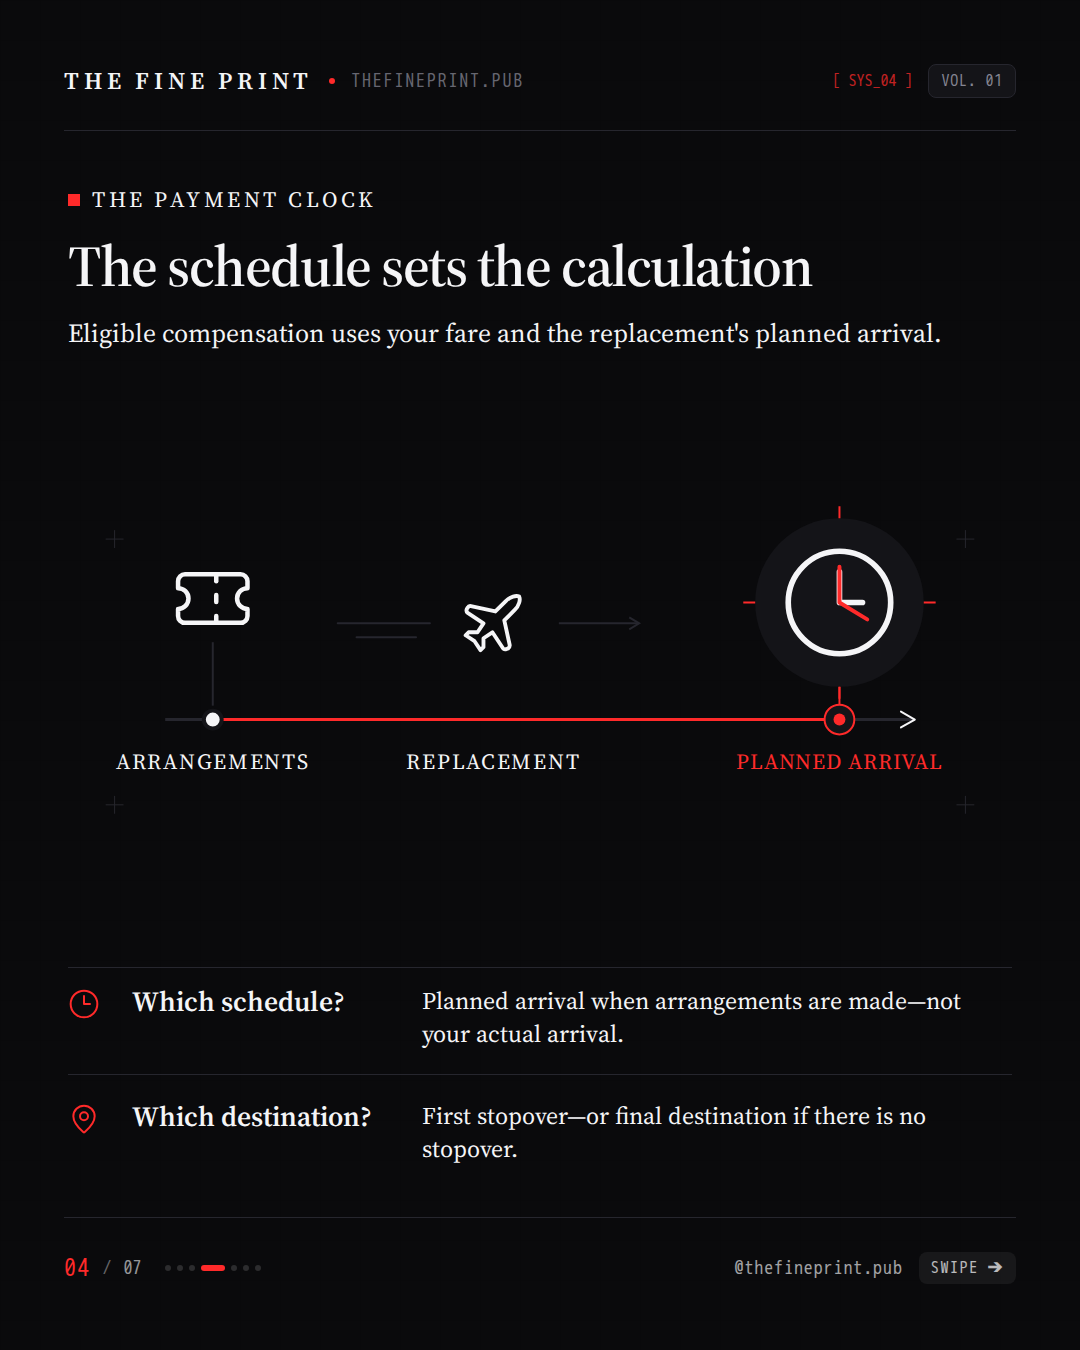 THE FINE PRINT • THEFINEPRINT.PUB
[ SYS_04 ] VOL. 01
THE PAYMENT CLOCK
The schedule sets the calculation
Eligible compensation uses your fare and the replacement's planned arrival.
ARRANGEMENTS
REPLACEMENT
PLANNED ARRIVAL
Which schedule?
Planned arrival when arrangements are made—not
your actual arrival.
Which destination?
First stopover—or final destination if there is no
stopover.
04 / 07
@thefineprint.pub
SWIPE ➔